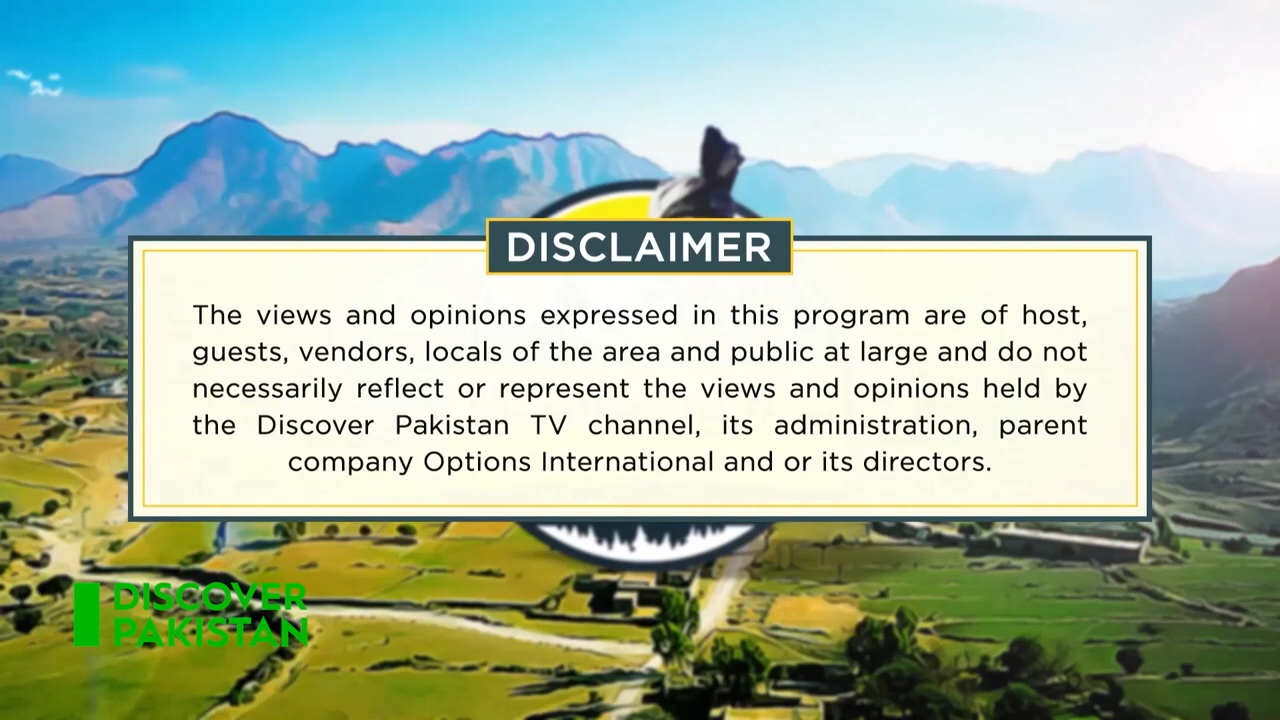 DISCLAIMER
The views and opinions expressed in this program are of host,
guests, vendors, locals of the area and public at large and do not
necessarily reflect or represent the views and opinions held by
the Discover Pakistan TV channel, its administration, parent
company Options International and or its directors.
DISCOVER
PAKISTAN